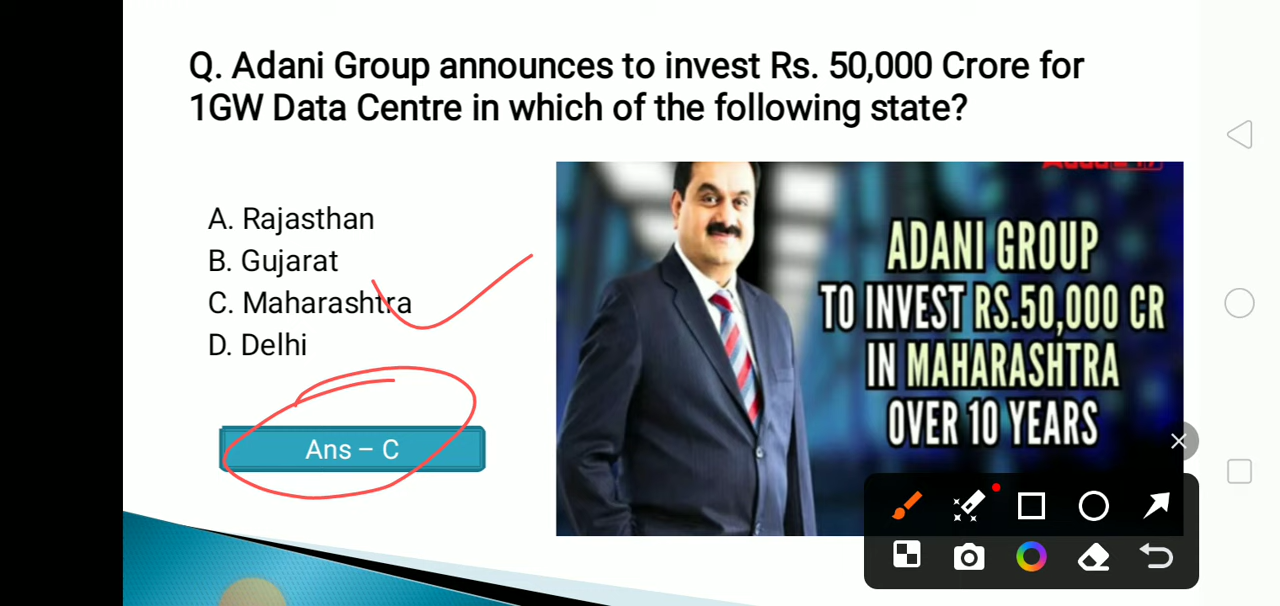 Q. Adani Group announces to invest Rs. 50,000 Crore for
1GW Data Centre in which of the following state?
A. Rajasthan
B. Gujarat
C. Maharashtra
D. Delhi
Ans – C
ADANI GROUP
TO INVEST RS.50,000 CR
IN MAHARASHTRA
OVER 10 YEARS